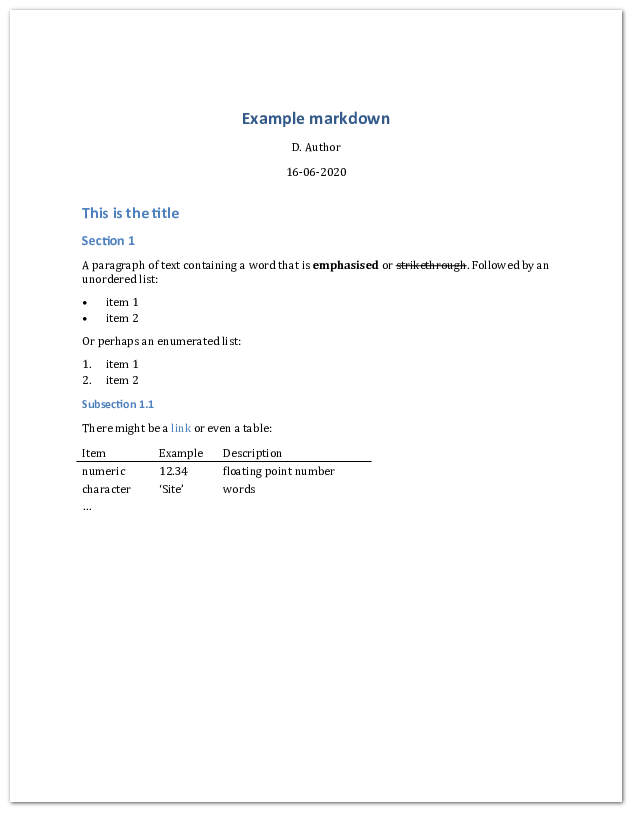 Example markdown
D. Author
16-06-2020
This is the title
Section 1
A paragraph of text containing a word that is emphasised or strikethrough. Followed by an
unordered list:
• item 1
• item 2
Or perhaps an enumerated list:
1. item 1
2. item 2
Subsection 1.1
There might be a link or even a table:
Item Example Description
numeric 12.34 floating point number
character ‘Site’ words
…